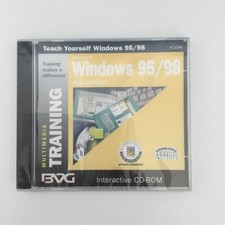 Teach Yourself Windows 95/98
Training
makes a
difference
Windows 95/98
MULTIMEDIA
TRAINING
BVG
Interactive CD-ROM